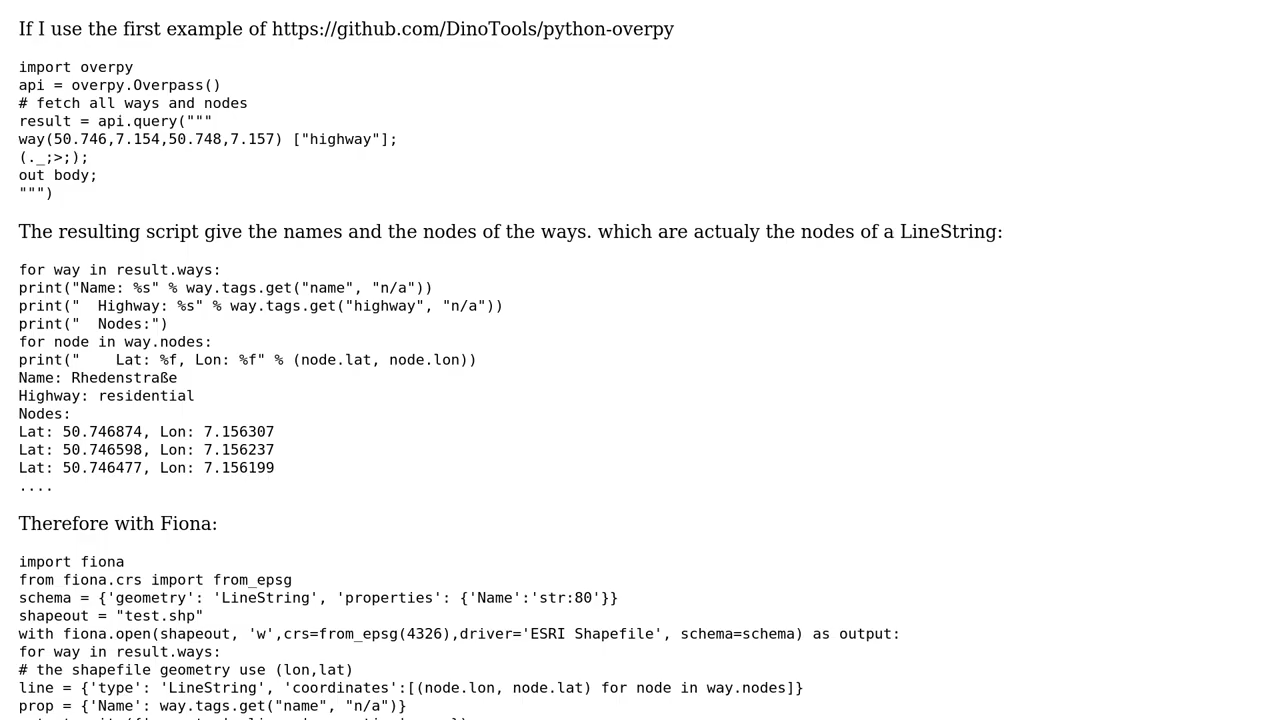 If I use the first example of https://github.com/DinoTools/python-overpy
import overpy
api = overpy.Overpass()
# fetch all ways and nodes
result = api.query("""
way(50.746,7.154,50.748,7.157) ["highway"];
(._;>;);
out body;
""")
The resulting script give the names and the nodes of the ways. which are actualy the nodes of a LineString:
for way in result.ways:
print("Name: %s" % way.tags.get("name", "n/a"))
print("  Highway: %s" % way.tags.get("highway", "n/a"))
print("  Nodes:")
for node in way.nodes:
print("    Lat: %f, Lon: %f" % (node.lat, node.lon))
Name: Rhedenstraße
Highway: residential
Nodes:
Lat: 50.746874, Lon: 7.156307
Lat: 50.746598, Lon: 7.156237
Lat: 50.746477, Lon: 7.156199
....
Therefore with Fiona:
import fiona
from fiona.crs import from_epsg
schema = {'geometry': 'LineString', 'properties': {'Name':'str:80'}}
shapeout = "test.shp"
with fiona.open(shapeout, 'w',crs=from_epsg(4326),driver='ESRI Shapefile', schema=schema) as output:
for way in result.ways:
# the shapefile geometry use (lon,lat)
line = {'type': 'LineString', 'coordinates':[(node.lon, node.lat) for node in way.nodes]}
prop = {'Name': way.tags.get("name", "n/a")}